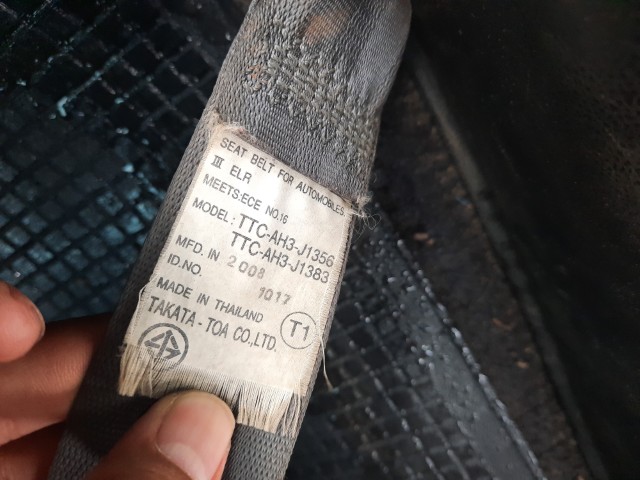 SEAT BELT FOR AUTOMOBILES.
III ELR
MEETS:ECE NO.16
MODEL: TTC-AH3-J1356
TTC-AH3-J1383
MFD. IN 2008
ID.NO. 1017
MADE IN THAILAND
TAKATA-TOA CO.,LTD. T1